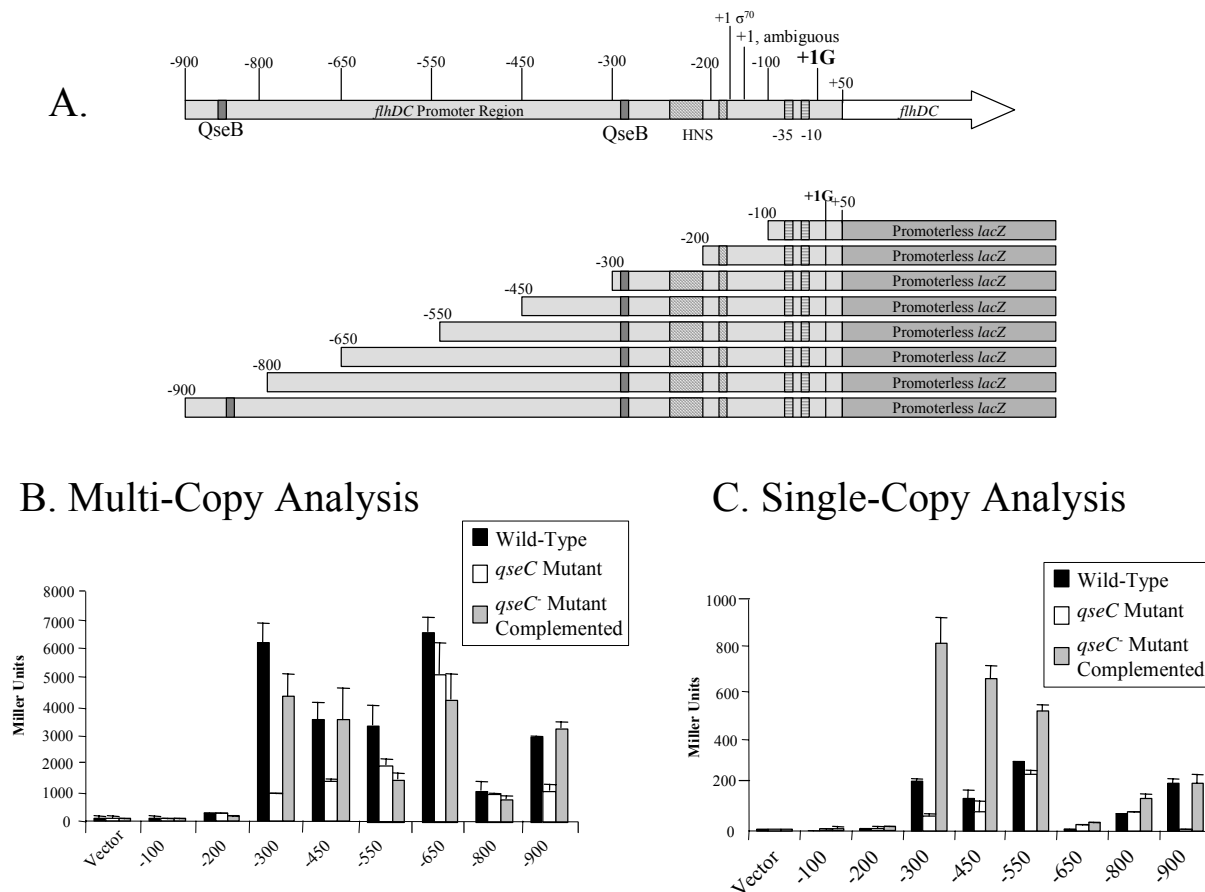 A.
+1 σ70
+1, ambiguous
-900 -800 -650 -550 -450 -300 -200 -100 +1G +50
flhDC Promoter Region flhDC
QseB QseB HNS -35 -10
+1G +50
-100 Promoterless lacZ
-200 Promoterless lacZ
-300 Promoterless lacZ
-450 Promoterless lacZ
-550 Promoterless lacZ
-650 Promoterless lacZ
-800 Promoterless lacZ
-900 Promoterless lacZ
B. Multi-Copy Analysis
Wild-Type
qseC Mutant
qseC- Mutant
Complemented
Miller Units
8000
7000
6000
5000
4000
3000
2000
1000
0
Vector -100 -200 -300 -450 -550 -650 -800 -900
C. Single-Copy Analysis
Wild-Type
qseC Mutant
qseC- Mutant
Complemented
Miller Units
1000
800
600
400
200
0
Vector -100 -200 -300 -450 -550 -650 -800 -900